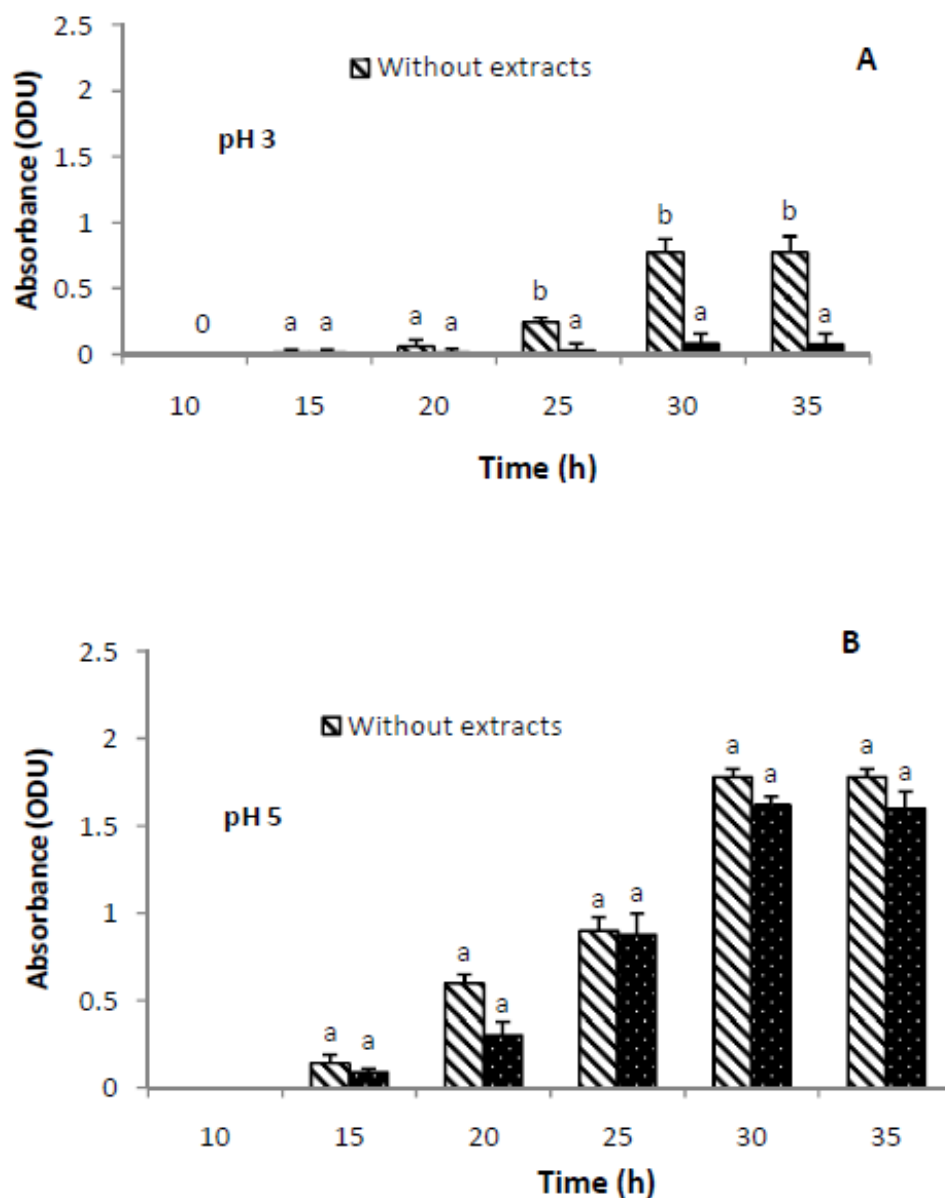 2.5
Without extracts
A
2
pH 3
1.5
Absorbance (ODU)
1
b b
b
0.5
0 a a a a a a a
0
10 15 20 25 30 35
Time (h)
2.5
B
Without extracts
2
a a a a
1.5
pH 5
Absorbance (ODU)
1
a a
a
0.5
a a a
0
10 15 20 25 30 35
Time (h)